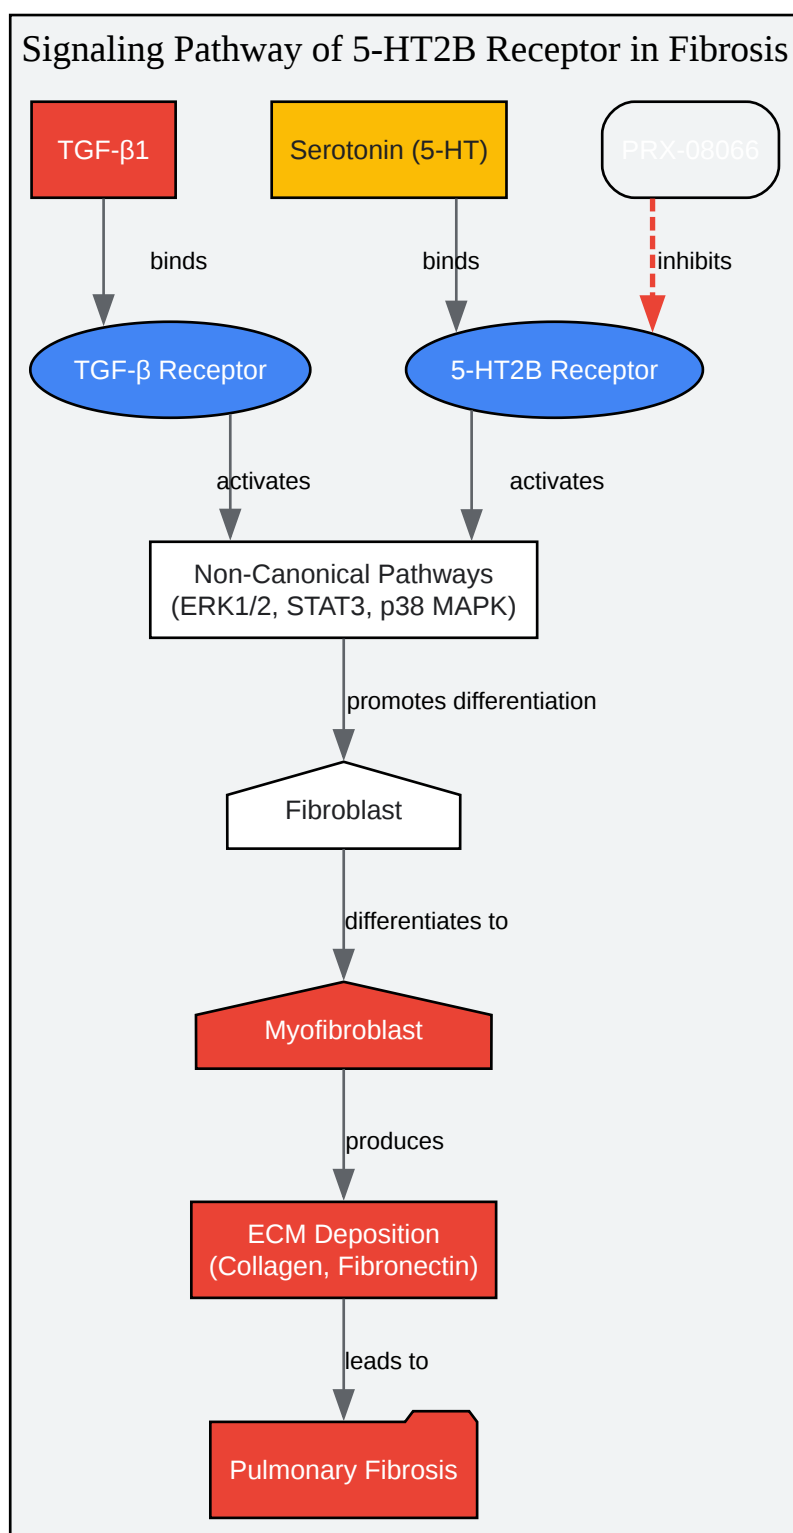 Signaling Pathway of 5-HT2B Receptor in Fibrosis
TGF-β1
Serotonin (5-HT)
PRX-08066
binds
binds
inhibits
TGF-β Receptor
5-HT2B Receptor
activates
activates
Non-Canonical Pathways
(ERK1/2, STAT3, p38 MAPK)
promotes differentiation
Fibroblast
differentiates to
Myofibroblast
produces
ECM Deposition
(Collagen, Fibronectin)
leads to
Pulmonary Fibrosis